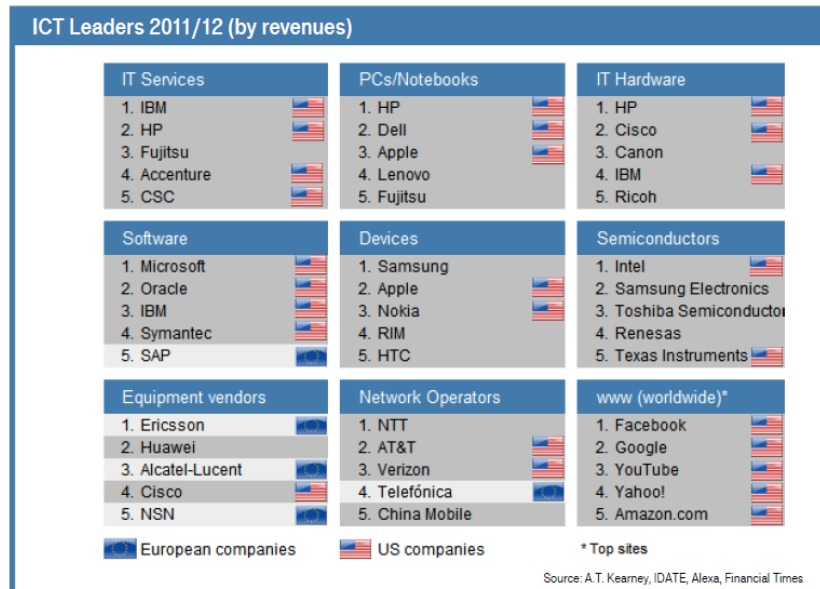 ICT Leaders 2011/12 (by revenues)
IT Services
1. IBM
2. HP
3. Fujitsu
4. Accenture
5. CSC
PCs/Notebooks
1. HP
2. Dell
3. Apple
4. Lenovo
5. Fujitsu
IT Hardware
1. HP
2. Cisco
3. Canon
4. IBM
5. Ricoh
Software
1. Microsoft
2. Oracle
3. IBM
4. Symantec
5. SAP
Devices
1. Samsung
2. Apple
3. Nokia
4. RIM
5. HTC
Semiconductors
1. Intel
2. Samsung Electronics
3. Toshiba Semiconductor
4. Renesas
5. Texas Instruments
Equipment vendors
1. Ericsson
2. Huawei
3. Alcatel-Lucent
4. Cisco
5. NSN
Network Operators
1. NTT
2. AT&T
3. Verizon
4. Telefónica
5. China Mobile
www (worldwide)*
1. Facebook
2. Google
3. YouTube
4. Yahoo!
5. Amazon.com
European companies
US companies
* Top sites
Source: A.T. Kearney, IDATE, Alexa, Financial Times